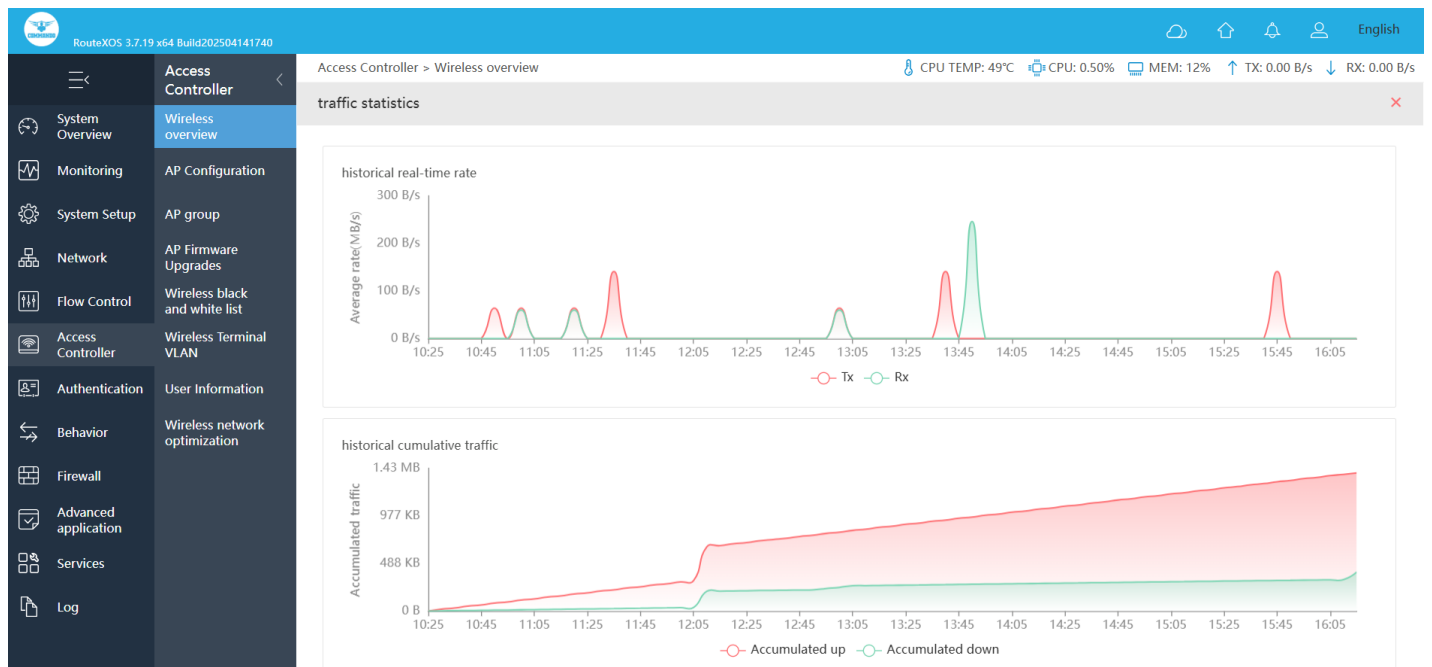 COMMANDO
RouteXOS 3.7.19 x64 Build202504141740
English
Access Controller
Access Controller > Wireless overview
CPU TEMP: 49℃ CPU: 0.50% MEM: 12% TX: 0.00 B/s RX: 0.00 B/s
traffic statistics
System Overview
Monitoring
System Setup
Network
Flow Control
Access Controller
Authentication
Behavior
Firewall
Advanced application
Services
Log
Wireless overview
AP Configuration
AP group
AP Firmware Upgrades
Wireless black and white list
Wireless Terminal VLAN
User Information
Wireless network optimization
historical real-time rate
Average rate(MB/s)
300 B/s
200 B/s
100 B/s
0 B/s
10:25 10:45 11:05 11:25 11:45 12:05 12:25 12:45 13:05 13:25 13:45 14:05 14:25 14:45 15:05 15:25 15:45 16:05
Tx Rx
historical cumulative traffic
Accumulated traffic
1.43 MB
977 KB
488 KB
0 B
10:25 10:45 11:05 11:25 11:45 12:05 12:25 12:45 13:05 13:25 13:45 14:05 14:25 14:45 15:05 15:25 15:45 16:05
Accumulated up Accumulated down